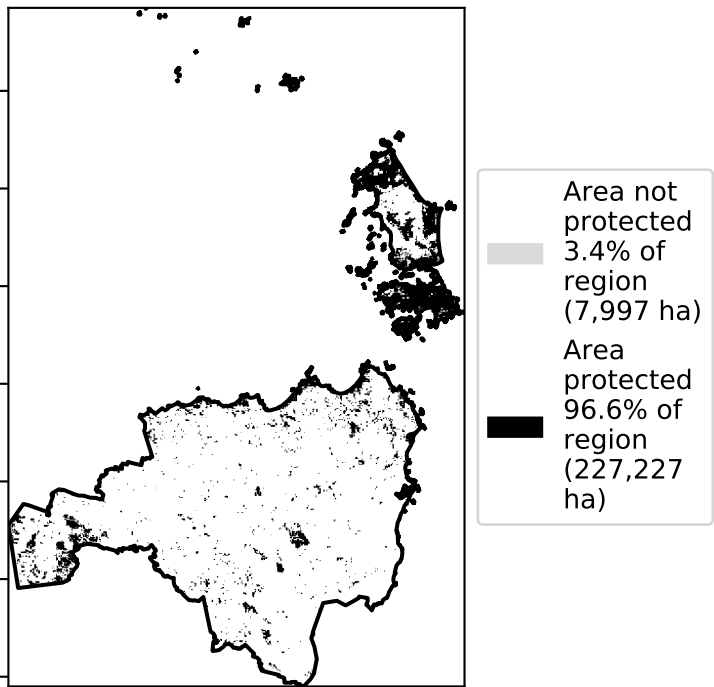 Area not
protected
3.4% of
region
(7,997 ha)
Area
protected
96.6% of
region
(227,227
ha)